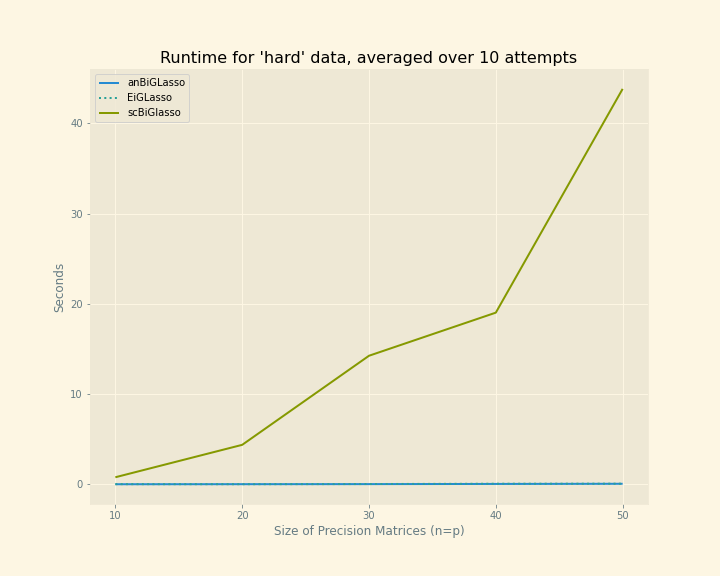 Runtime for 'hard' data, averaged over 10 attempts
anBiGLasso
EiGLasso
scBiGlasso
40
30
20
10
0
Seconds
10 20 30 40 50
Size of Precision Matrices (n=p)